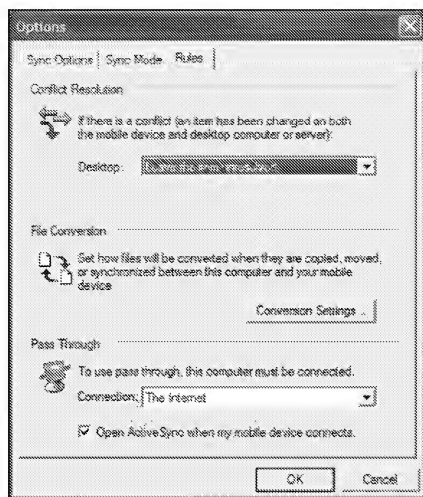 Options
Sync Options Sync Mode Rules
Conflict Resolution
If there is a conflict (an item has been changed on both
the mobile device and desktop computer or server):
Desktop:
File Conversion
Set how files will be converted when they are copied, moved,
or synchronized between this computer and your mobile
device
Conversion Settings ..
Pass Through
To use pass through, this computer must be connected.
Connection: The Internet
Open ActiveSync when my mobile device connects.
OK Cancel